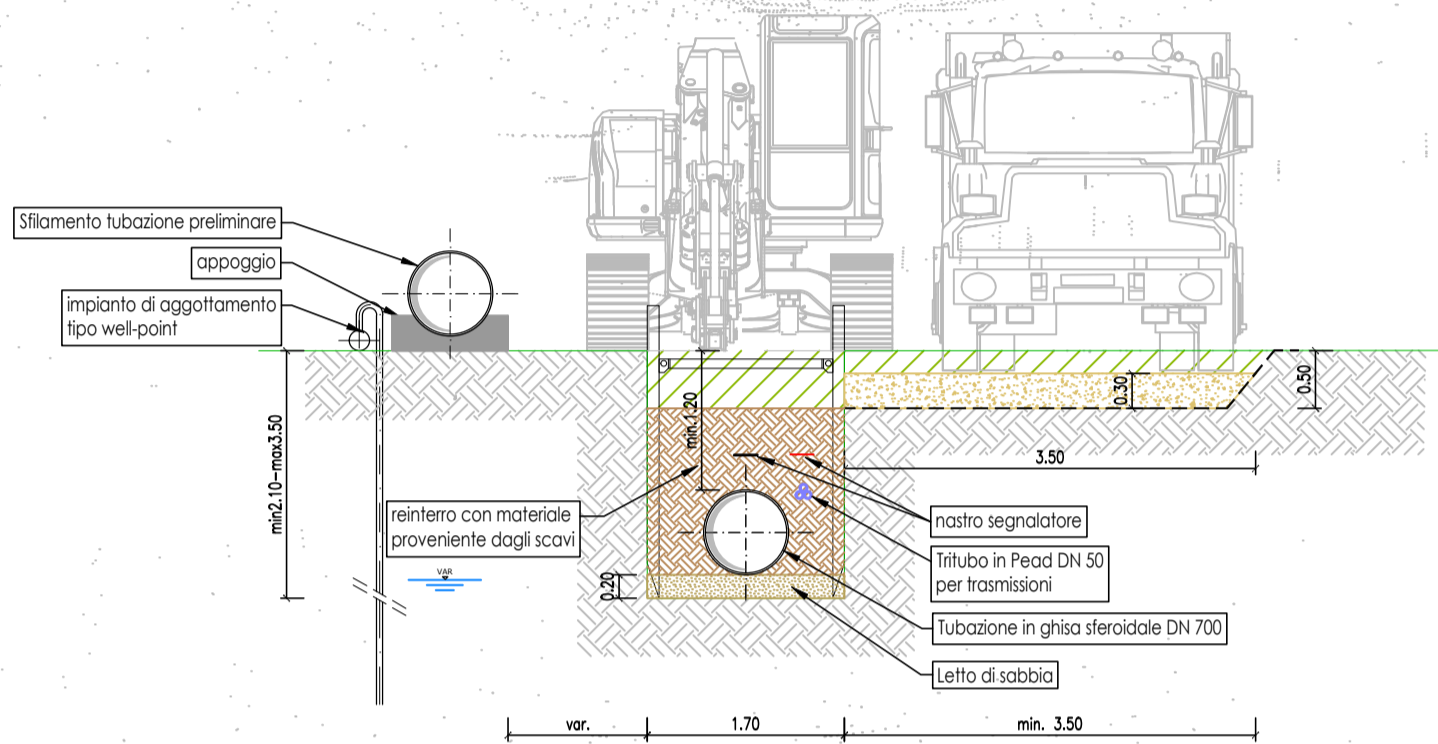 Sfilamento tubazione preliminare
appoggio
impianto di aggottamento
tipo well-point
min2.10-max3.50
VAR
min.1.20
0.20
reinterro con materiale
proveniente dagli scavi
0.30
0.50
3.50
nastro segnalatore
Tritubo in Pead DN 50
per trasmissioni
Tubazione in ghisa sferoidale DN 700
Letto di sabbia
var.
1.70
min. 3.50